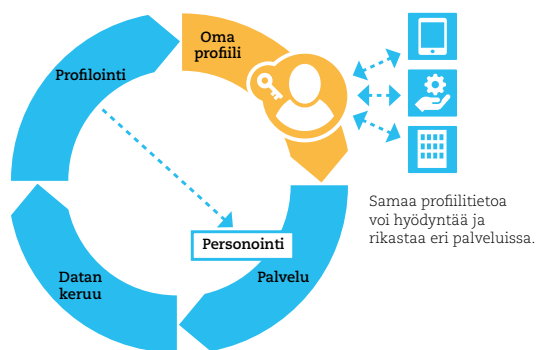 Oma
profiili
Profilointi
Samaa profiilitietoa
voi hyödyntää ja
rikastaa eri palveluissa.
Personointi
Datan
keruu
Palvelu